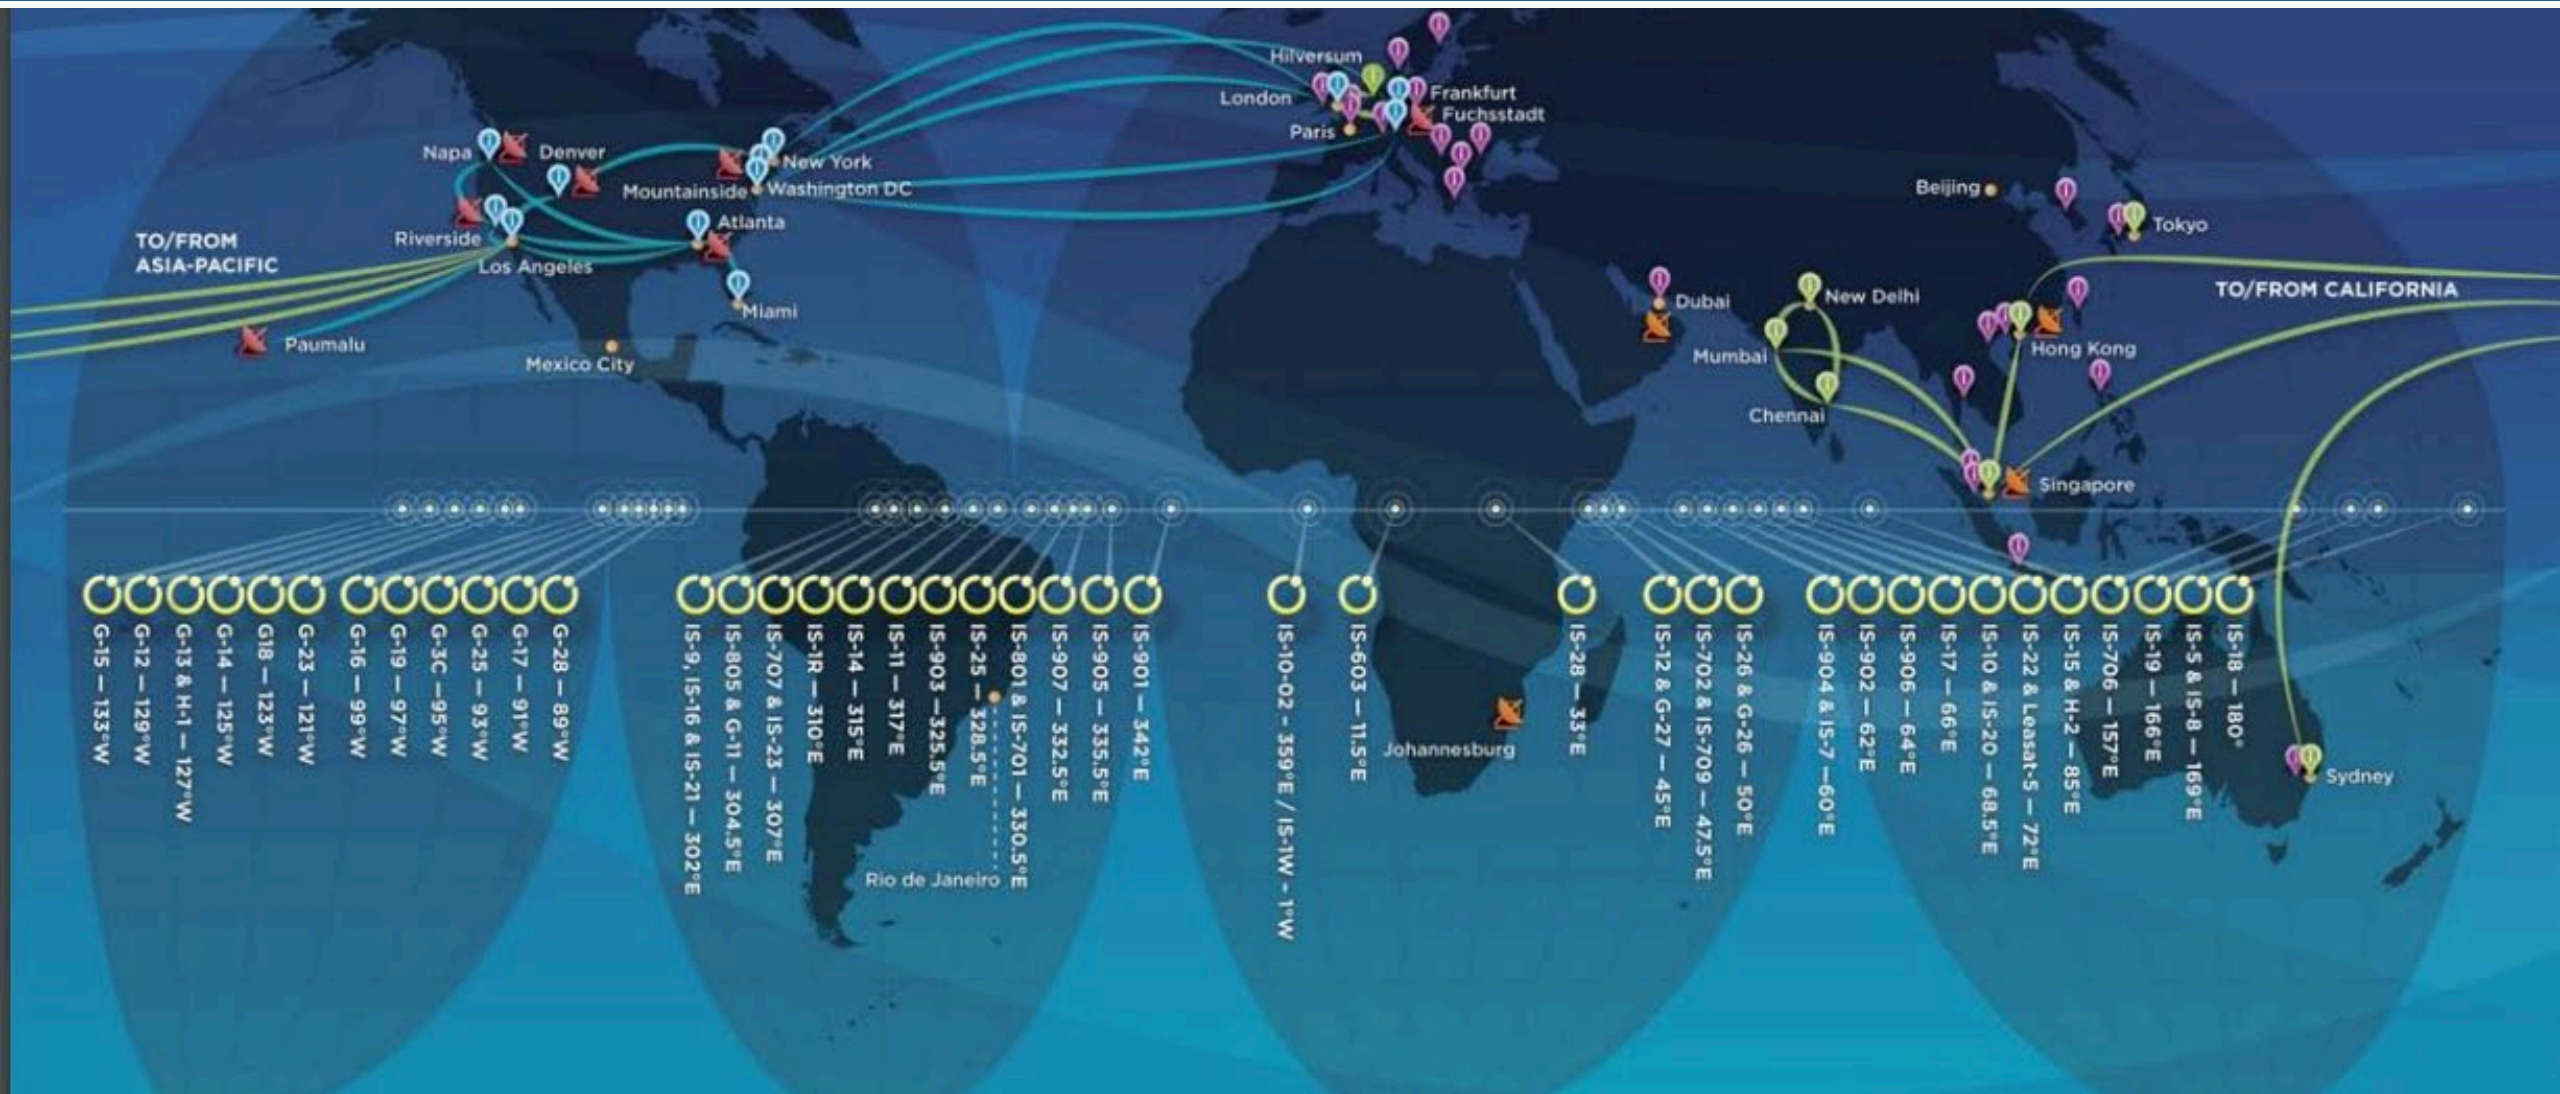 Hilversum
London
Frankfurt
Fuchsstadt
Paris
Napa
Denver
New York
Mountainside
Washington DC
Beijing
Atlanta
Tokyo
Riverside
TO/FROM
ASIA-PACIFIC
Los Angeles
TO/FROM CALIFORNIA
Dubai
New Delhi
Miami
Paumalu
Hong Kong
Mumbai
Mexico City
Chennai
Singapore
G-15 — 133°W
G-12 — 129°W
G-13 & H-1 — 127°W
G-14 — 125°W
G18 — 123°W
G-23 — 121°W
G-16 — 99°W
G-19 — 97°W
G-3C —95°W
G-25 — 93°W
G-17 — 91°W
G-28 — 89°W
IS-9, IS-16 & IS-21 — 302°E
IS-805 & G-11 — 304.5°E
IS-707 & IS-23 — 307°E
IS-1R — 310°E
IS-14 — 315°E
IS-11 — 317°E
IS-903 —325.5°E
IS-25 — 328.5°E
IS-801 & IS-701 — 330.5°E
IS-907 — 332.5°E
IS-905 — 335.5°E
IS-901 — 342°E
IS-10-02 - 359°E / IS-1W - 1°W
IS-603 — 11.5°E
IS-28 — 33°E
IS-12 & G-27 — 45°E
IS-702 & IS-709 — 47.5°E
IS-26 & G-26 — 50°E
IS-904 & IS-7 —60°E
IS-902 — 62°E
IS-906 — 64°E
IS-17 — 66°E
IS-10 & IS-20 — 68.5°E
IS-22 & Leasat-5 — 72°E
IS-15 & H-2 — 85°E
IS-706 — 157°E
IS-19 — 166°E
IS-5 & IS-8 — 169°E
IS-18 — 180°
Johannesburg
Sydney
Rio de Janeiro